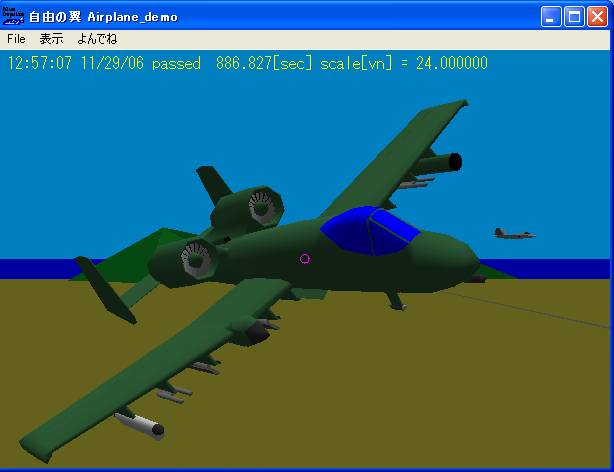 自由の翼 Airplane_demo
File 表示 よんでね
12:57:07 11/29/06 passed 886.827[sec] scale[vn] = 24.000000